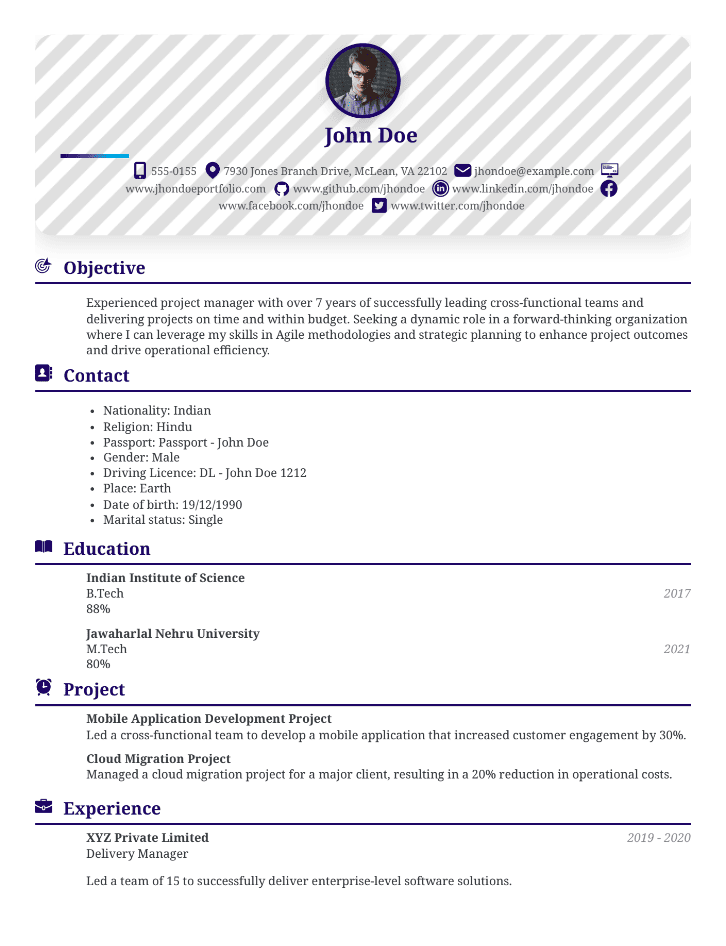 John Doe
555-0155 7930 Jones Branch Drive, McLean, VA 22102 jhondoe@example.com
www.jhondoeportfolio.com www.github.com/jhondoe www.linkedin.com/jhondoe
www.facebook.com/jhondoe www.twitter.com/jhondoe
Objective
Experienced project manager with over 7 years of successfully leading cross-functional teams and
delivering projects on time and within budget. Seeking a dynamic role in a forward-thinking organization
where I can leverage my skills in Agile methodologies and strategic planning to enhance project outcomes
and drive operational efficiency.
Contact
• Nationality: Indian
• Religion: Hindu
• Passport: Passport - John Doe
• Gender: Male
• Driving Licence: DL - John Doe 1212
• Place: Earth
• Date of birth: 19/12/1990
• Marital status: Single
Education
Indian Institute of Science
B.Tech 2017
88%
Jawaharlal Nehru University
M.Tech 2021
80%
Project
Mobile Application Development Project
Led a cross-functional team to develop a mobile application that increased customer engagement by 30%.
Cloud Migration Project
Managed a cloud migration project for a major client, resulting in a 20% reduction in operational costs.
Experience
XYZ Private Limited 2019 - 2020
Delivery Manager
Led a team of 15 to successfully deliver enterprise-level software solutions.